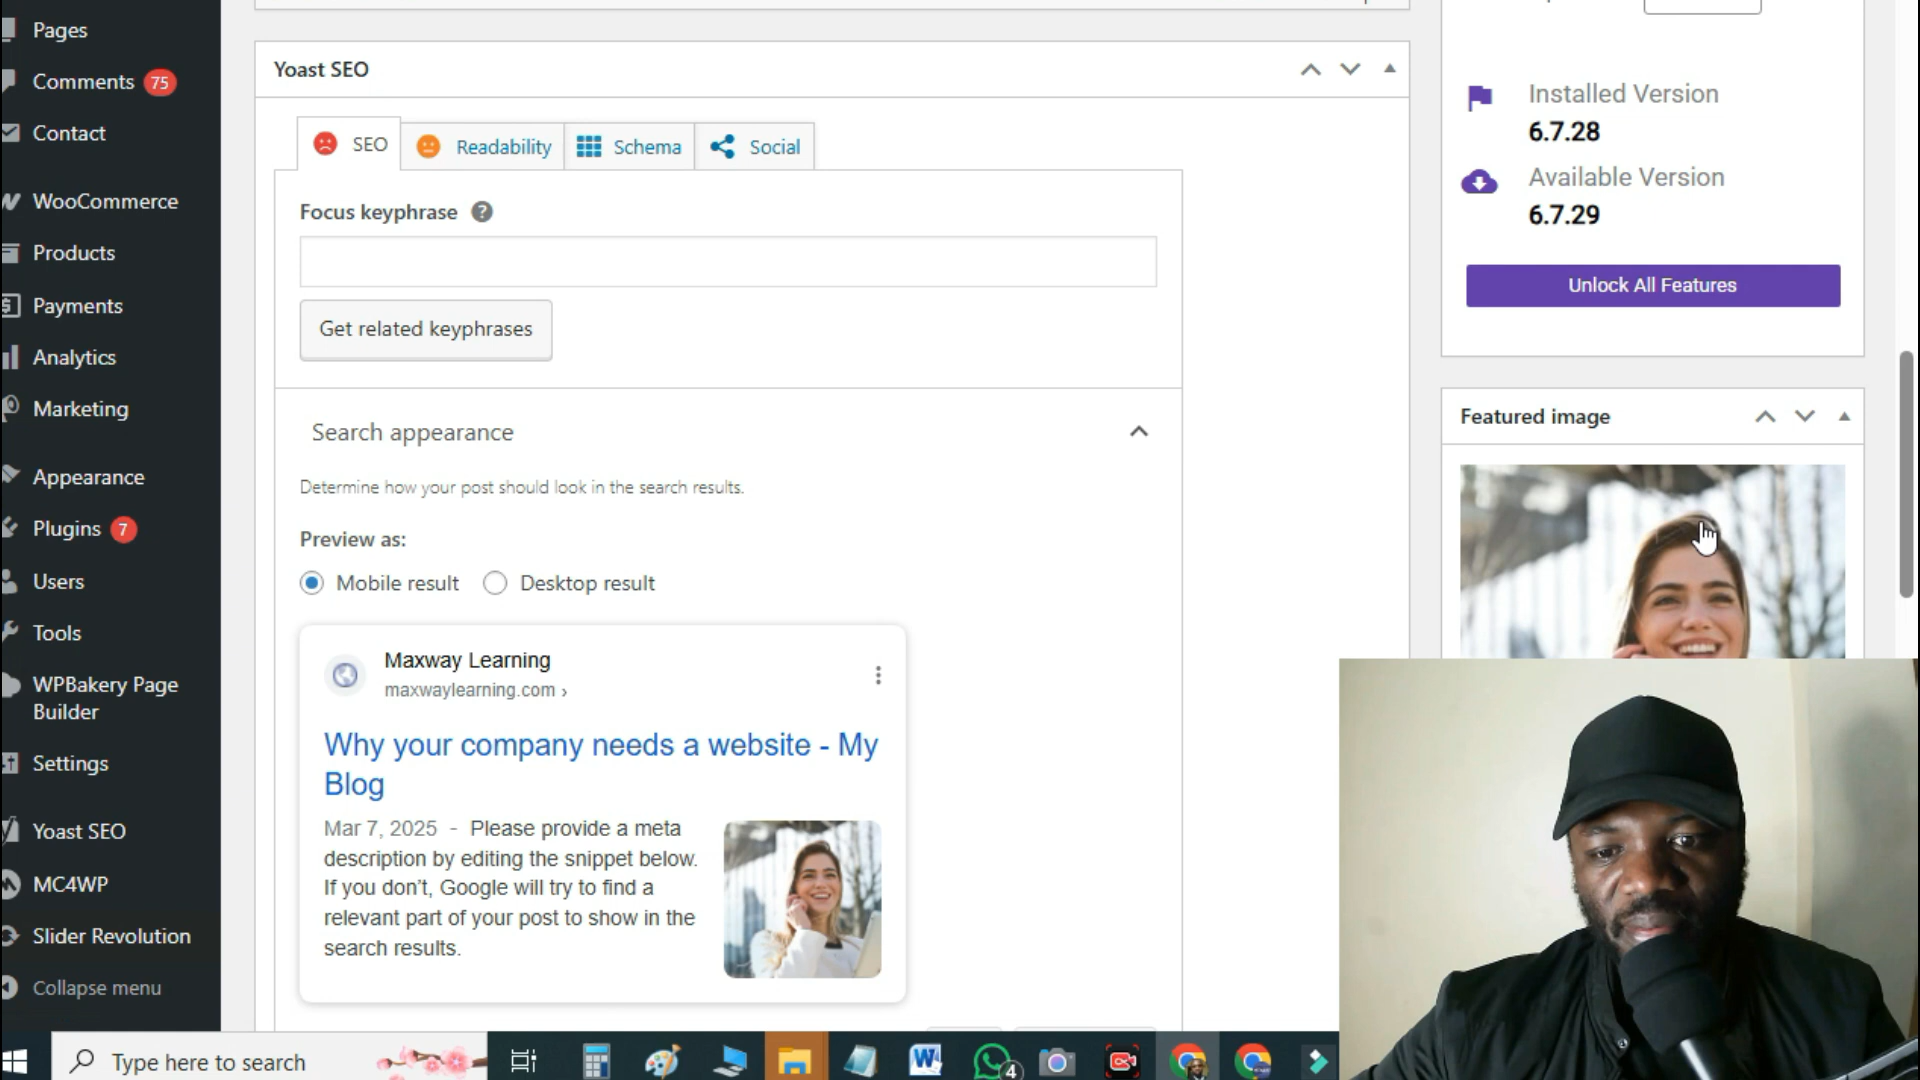 Pages
Comments 75
Contact
WooCommerce
Products
Payments
Analytics
Marketing
Appearance
Plugins 7
Users
Tools
WPBakery Page
Builder
Settings
Yoast SEO
MC4WP
Slider Revolution
Collapse menu
Yoast SEO
SEO
Readability
Schema
Social
Focus keyphrase ?
Get related keyphrases
Search appearance
Determine how your post should look in the search results.
Preview as:
Mobile result
Desktop result
Maxway Learning
maxwaylearning.com ›
Why your company needs a website - My
Blog
Mar 7, 2025 - Please provide a meta
description by editing the snippet below.
If you don't, Google will try to find a
relevant part of your post to show in the
search results.
Installed Version
6.7.28
Available Version
6.7.29
Unlock All Features
Featured image
Type here to search
4